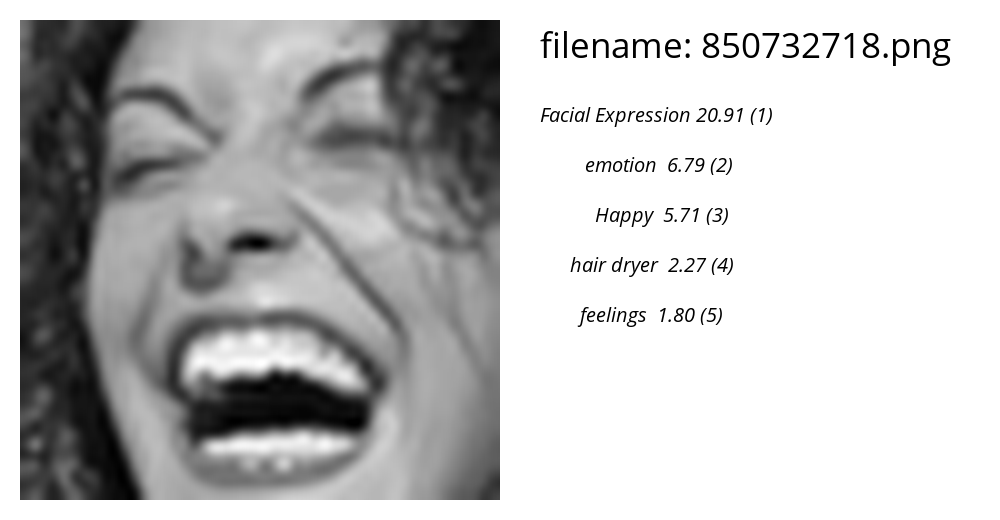 filename: 850732718.png
Facial Expression 20.91 (1)
emotion 6.79 (2)
Happy 5.71 (3)
hair dryer 2.27 (4)
feelings 1.80 (5)